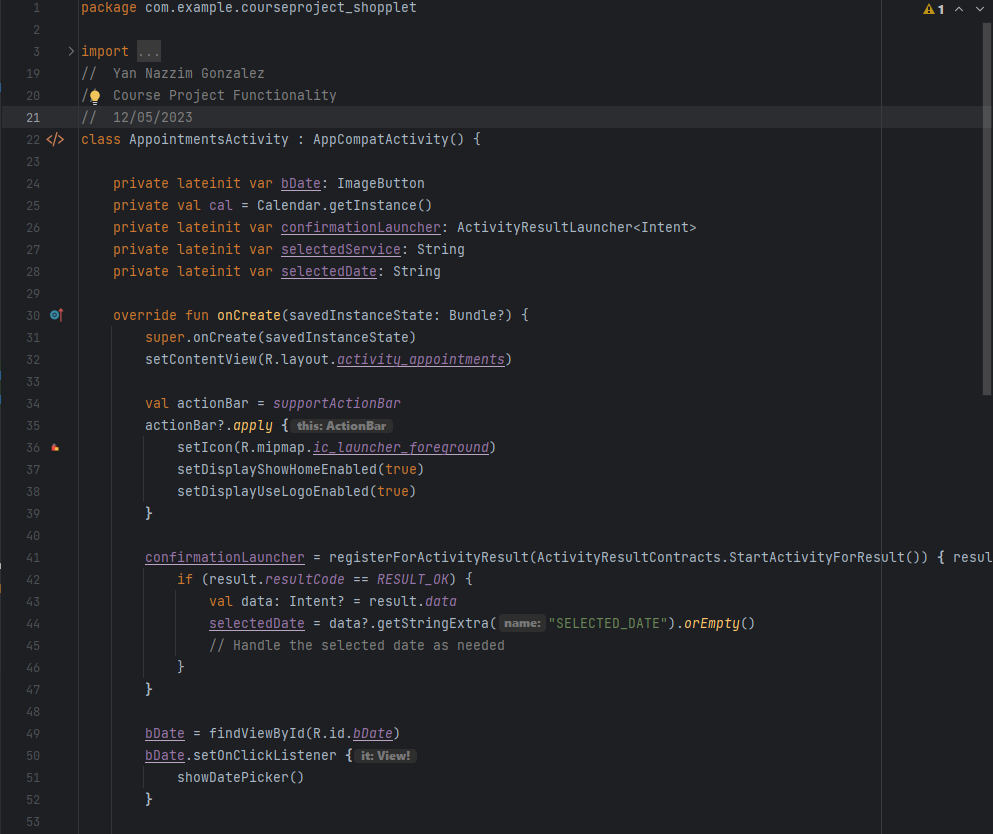 1 package com.example.courseproject_shopplet
2
3 import ...
19 //  Yan Nazzim Gonzalez
20 /   Course Project Functionality
21 //  12/05/2023
22 class AppointmentsActivity : AppCompatActivity() {
23
24     private lateinit var bDate: ImageButton
25     private val cal = Calendar.getInstance()
26     private lateinit var confirmationLauncher: ActivityResultLauncher<Intent>
27     private lateinit var selectedService: String
28     private lateinit var selectedDate: String
29
30     override fun onCreate(savedInstanceState: Bundle?) {
31         super.onCreate(savedInstanceState)
32         setContentView(R.layout.activity_appointments)
33
34         val actionBar = supportActionBar
35         actionBar?.apply { this: ActionBar
36             setIcon(R.mipmap.ic_launcher_foreground)
37             setDisplayShowHomeEnabled(true)
38             setDisplayUseLogoEnabled(true)
39         }
40
41         confirmationLauncher = registerForActivityResult(ActivityResultContracts.StartActivityForResult()) { resul
42             if (result.resultCode == RESULT_OK) {
43                 val data: Intent? = result.data
44                 selectedDate = data?.getStringExtra( name: "SELECTED_DATE").orEmpty()
45                 // Handle the selected date as needed
46             }
47         }
48
49         bDate = findViewById(R.id.bDate)
50         bDate.setOnClickListener { it: View!
51             showDatePicker()
52         }
53
1